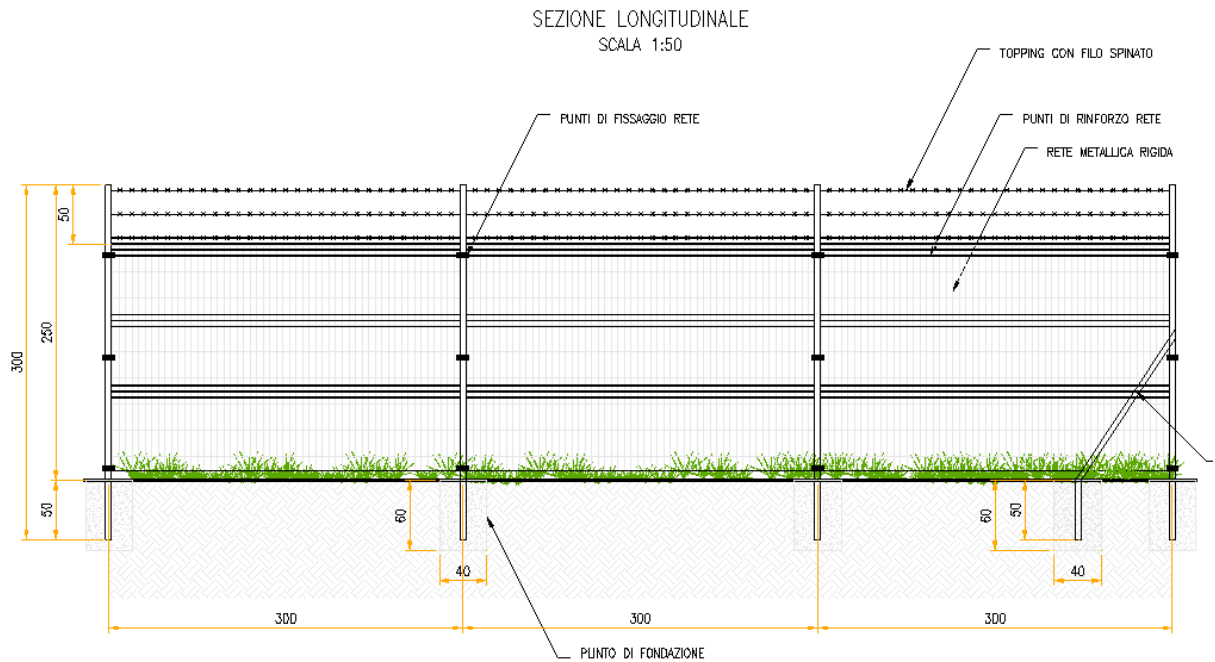 SEZIONE LONGITUDINALE
SCALA 1:50
TOPPING CON FILO SPINATO
PUNTI DI FISSAGGIO RETE
PUNTI DI RINFORZO RETE
RETE METALLICA RIGIDA
50
300
250
50
60
60
50
40
40
300
300
300
PUNTO DI FONDAZIONE